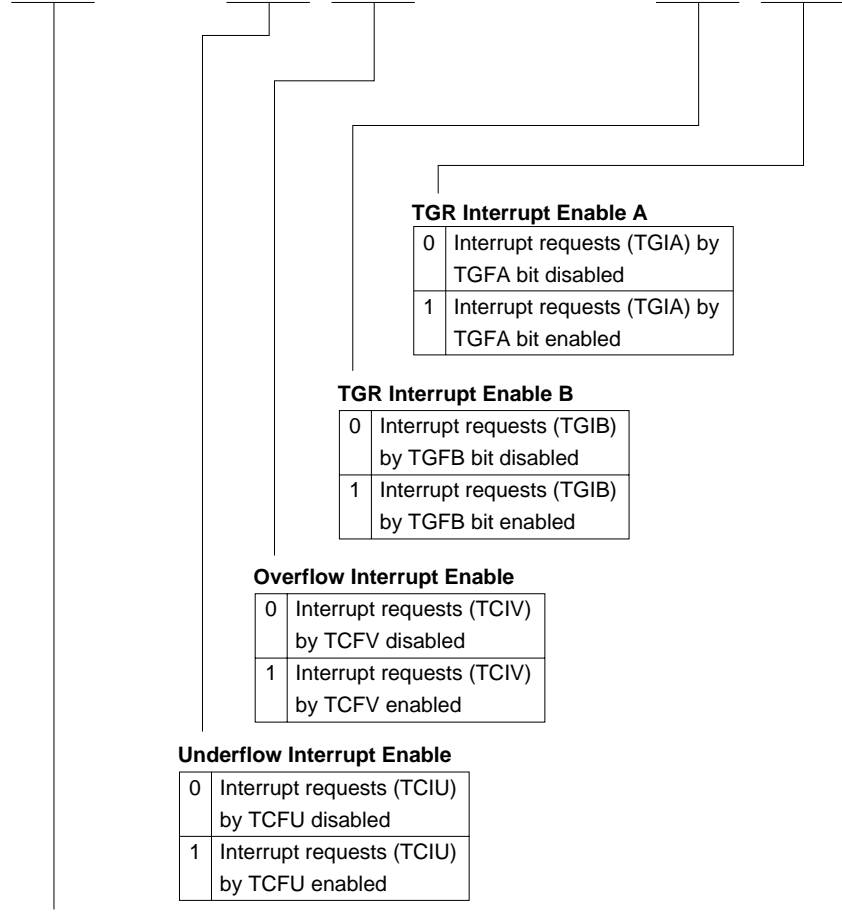 TGR Interrupt Enable A
0 Interrupt requests (TGIA) by
TGFA bit disabled
1 Interrupt requests (TGIA) by
TGFA bit enabled
TGR Interrupt Enable B
0 Interrupt requests (TGIB)
by TGFB bit disabled
1 Interrupt requests (TGIB)
by TGFB bit enabled
Overflow Interrupt Enable
0 Interrupt requests (TCIV)
by TCFV disabled
1 Interrupt requests (TCIV)
by TCFV enabled
Underflow Interrupt Enable
0 Interrupt requests (TCIU)
by TCFU disabled
1 Interrupt requests (TCIU)
by TCFU enabled